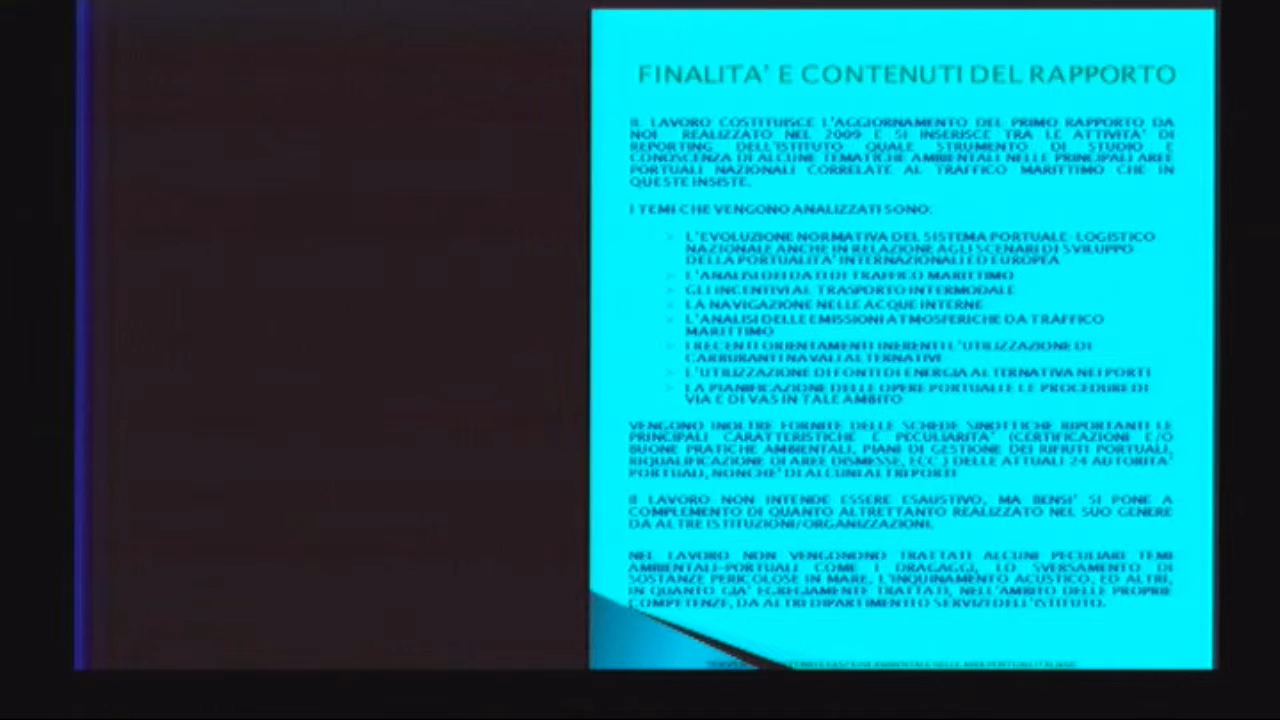 FINALITA' E CONTENUTI DEL RAPPORTO
IL LAVORO COSTITUISCE L'AGGIORNAMENTO DEL PRIMO RAPPORTO DA
NOI REALIZZATO NEL 2009 E SI INSERISCE TRA LE ATTIVITA' DI
REPORTING DELL'ISTITUTO QUALE STRUMENTO DI STUDIO E
CONOSCENZA DI ALCUNE TEMATICHE AMBIENTALI NELLE PRINCIPALI AREE
PORTUALI NAZIONALI CORRELATE AL TRAFFICO MARITTIMO CHE IN
QUESTE INSISTE.
I TEMI CHE VENGONO ANALIZZATI SONO:
L'EVOLUZIONE NORMATIVA DEL SISTEMA PORTUALE-LOGISTICO
NAZIONALE ANCHE IN RELAZIONE AGLI SCENARI DI SVILUPPO
DELLA PORTUALITA' INTERNAZIONALI ED EUROPEA
L'ANALISI DEI DATI DI TRAFFICO MARITTIMO
GLI INCENTIVI AL TRASPORTO INTERMODALE
LA NAVIGAZIONE NELLE ACQUE INTERNE
L'ANALISI DELLE EMISSIONI ATMOSFERICHE DA TRAFFICO
MARITTIMO
I RECENTI ORIENTAMENTI INERENTI L'UTILIZZAZIONE DI
CARBURANTI NAVALI ALTERNATIVI
L'UTILIZZAZIONE DI FONTI DI ENERGIA ALTERNATIVA NEI PORTI
LA PIANIFICAZIONE DELLE OPERE PORTUALI E LE PROCEDURE DI
VIA E DI VAS IN TALE AMBITO
VENGONO INOLTRE FORNITE DELLE SCHEDE SINOTTICHE RIPORTANTI LE
PRINCIPALI CARATTERISTICHE E PECULIARITA' (CERTIFICAZIONE E/O
BUONE PRATICHE AMBIENTALI, PIANI DI GESTIONE DEI RIFIUTI PORTUALI,
RIQUALIFICAZIONE DI AREE DISMESSE, ECC.) DELLE ATTUALI 24 AUTORITA'
PORTUALI, NONCHE' DI ALCUNI ALTRI PORTI
IL LAVORO NON INTENDE ESSERE ESAUSTIVO, MA BENSI' SI PONE A
COMPLEMENTO DI QUANTO ALTRETTANTO REALIZZATO NEL SUO GENERE
DA ALTRE ISTITUZIONI/ORGANIZZAZIONI.
NEL LAVORO NON VENGONONO TRATTATI ALCUNI PECULIARI TEMI
AMBIENTALI-PORTUALI COME I DRAGAGGI, LO SVERSAMENTO DI
SOSTANZE PERICOLOSE IN MARE, L'INQUINAMENTO ACUSTICO, ED ALTRI,
IN QUANTO GIA' EGREGIAMENTE TRATTATI, NELL'AMBITO DELLE PROPRIE
COMPETENZE, DA ALTRI DIPARTIMENTI O SERVIZI DELL'ISTITUTO.